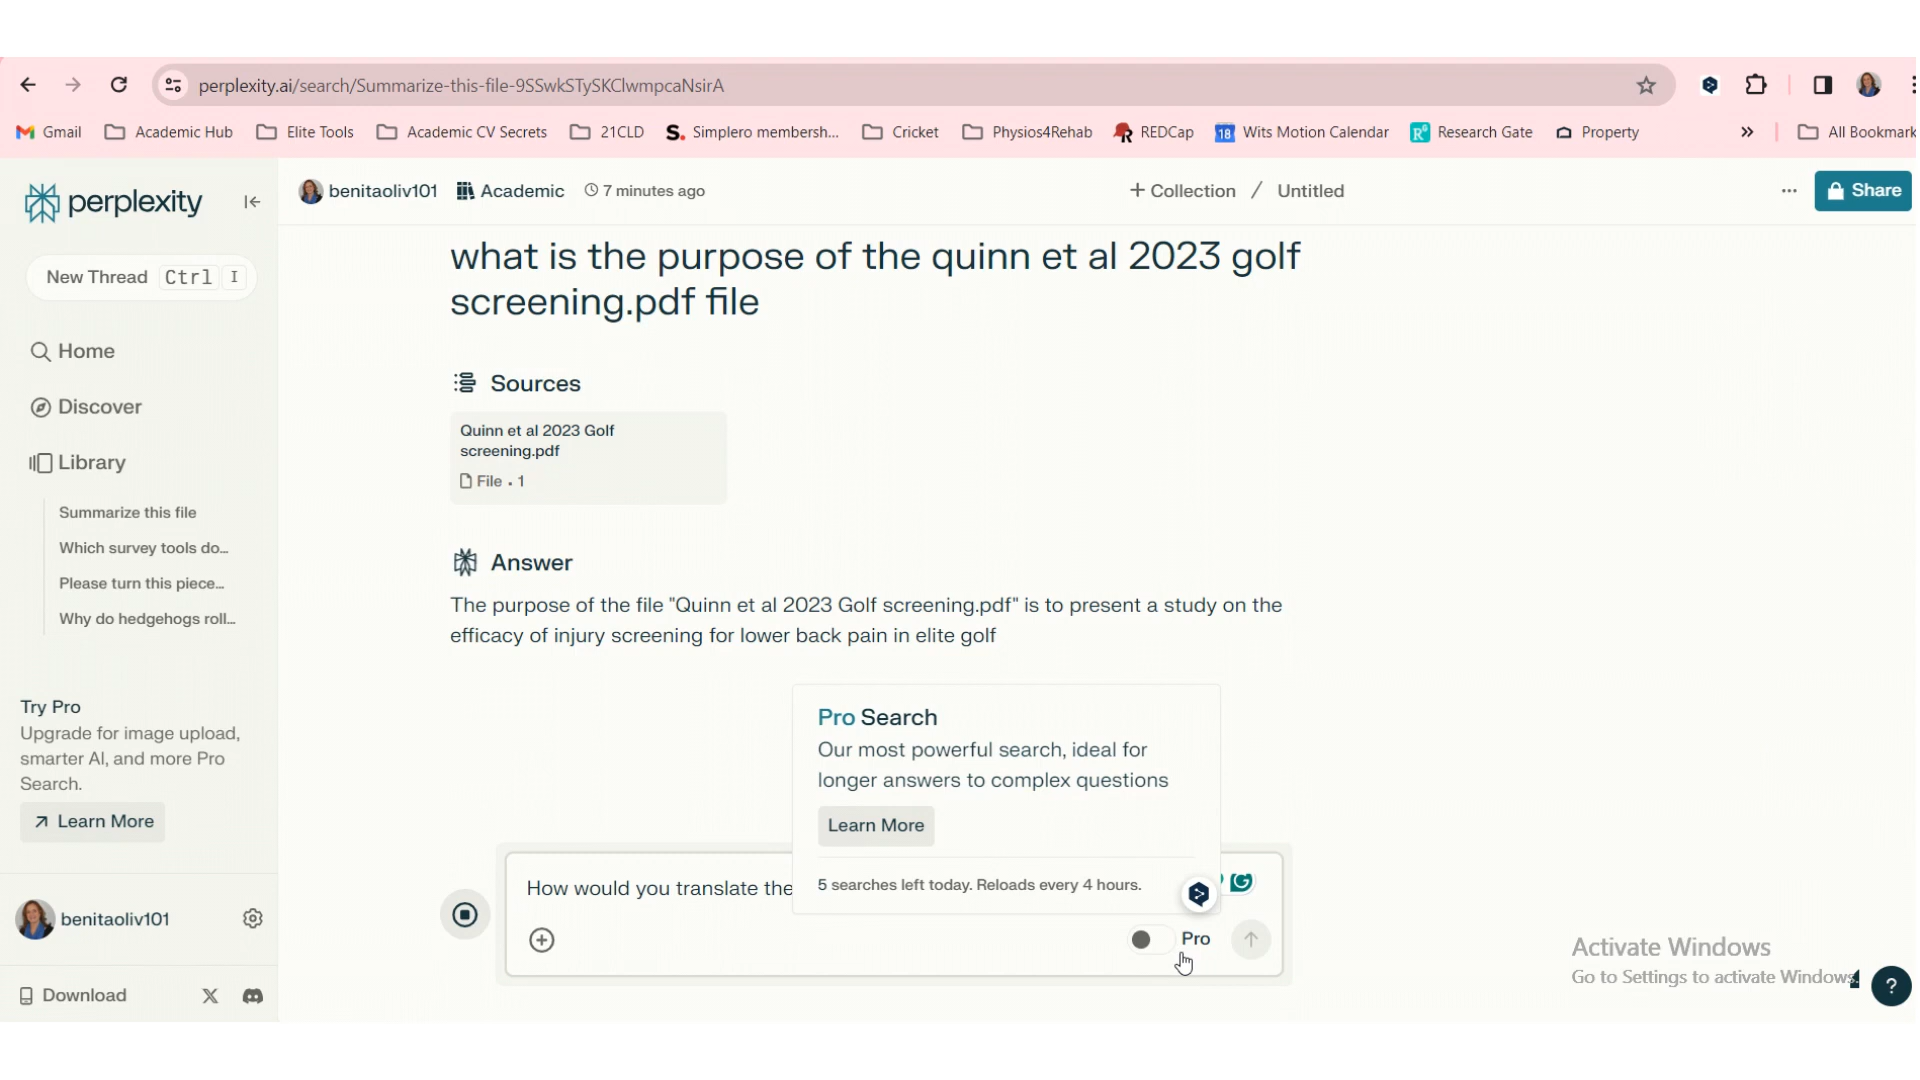 perplexity.ai/search/Summarize-this-file-9SSwkSTySKClwmpcaNsirA
Gmail Academic Hub Elite Tools Academic CV Secrets 21CLD S. Simplero membersh... Cricket Physios4Rehab REDCap 18 Wits Motion Calendar Research Gate Property » All Bookmark
perplexity
benitaoliv101 Academic 7 minutes ago + Collection / Untitled ... Share
New Thread Ctrl I
Home
Discover
Library
Summarize this file
Which survey tools do...
Please turn this piece...
Why do hedgehogs roll...
Try Pro
Upgrade for image upload,
smarter AI, and more Pro
Search.
Learn More
benitaoliv101
Download
what is the purpose of the quinn et al 2023 golf
screening.pdf file
Sources
Quinn et al 2023 Golf
screening.pdf
File • 1
Answer
The purpose of the file "Quinn et al 2023 Golf screening.pdf" is to present a study on the
efficacy of injury screening for lower back pain in elite golf
Pro Search
Our most powerful search, ideal for
longer answers to complex questions
Learn More
5 searches left today. Reloads every 4 hours.
How would you translate the
Pro
Activate Windows
Go to Settings to activate Windows.
?